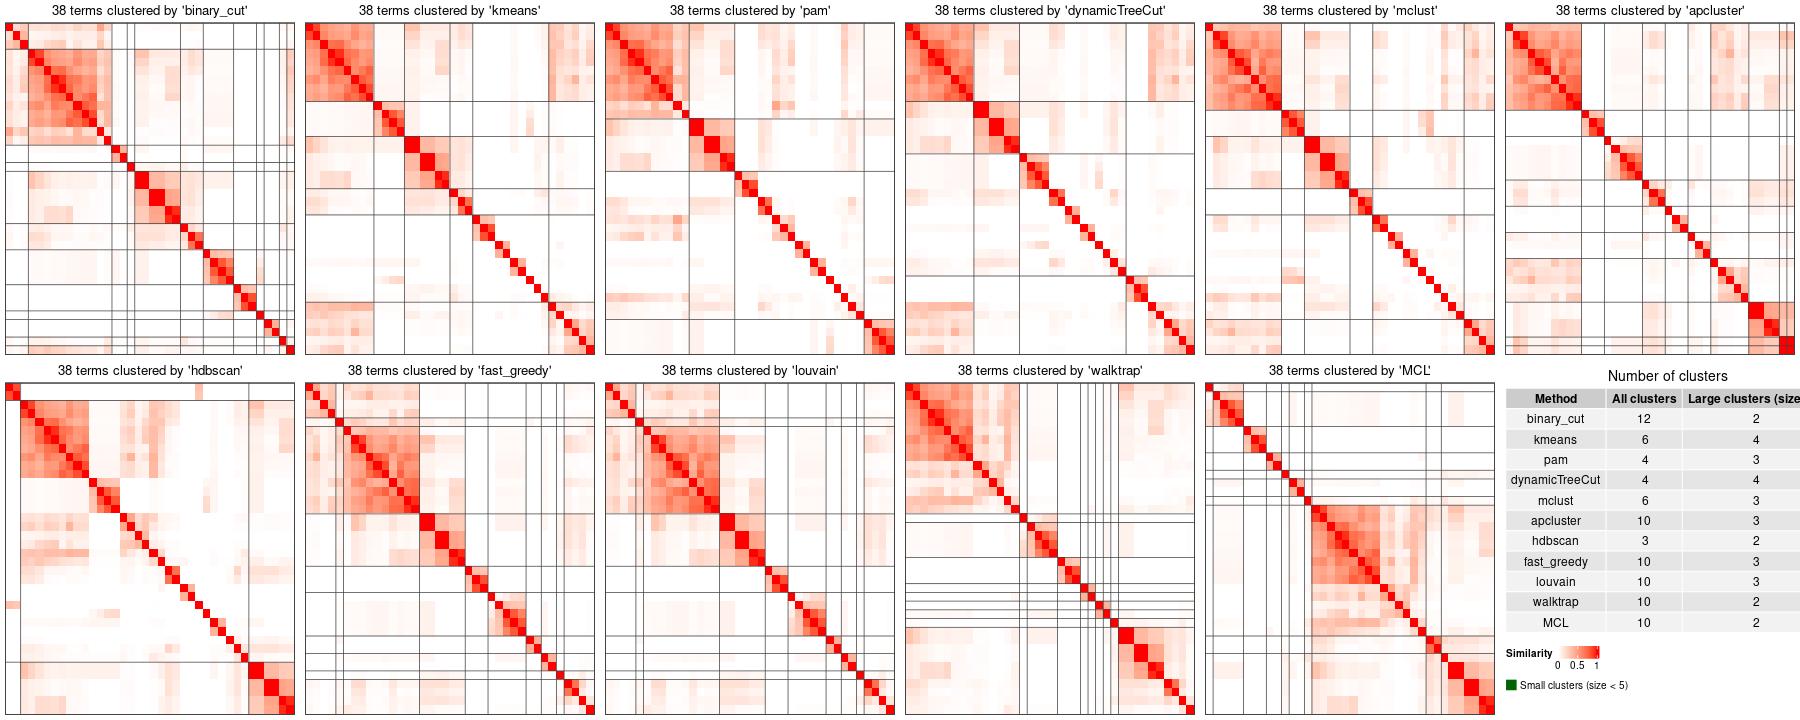 38 terms clustered by 'binary_cut'
38 terms clustered by 'kmeans'
38 terms clustered by 'pam'
38 terms clustered by 'dynamicTreeCut'
38 terms clustered by 'mclust'
38 terms clustered by 'apcluster'
38 terms clustered by 'hdbscan'
38 terms clustered by 'fast_greedy'
38 terms clustered by 'louvain'
38 terms clustered by 'walktrap'
38 terms clustered by 'MCL'
Number of clusters
Method All clusters Large clusters (size
binary_cut 12 2
kmeans 6 4
pam 4 3
dynamicTreeCut 4 4
mclust 6 3
apcluster 10 3
hdbscan 3 2
fast_greedy 10 3
louvain 10 3
walktrap 10 2
MCL 10 2
Similarity
0 0.5 1
Small clusters (size < 5)